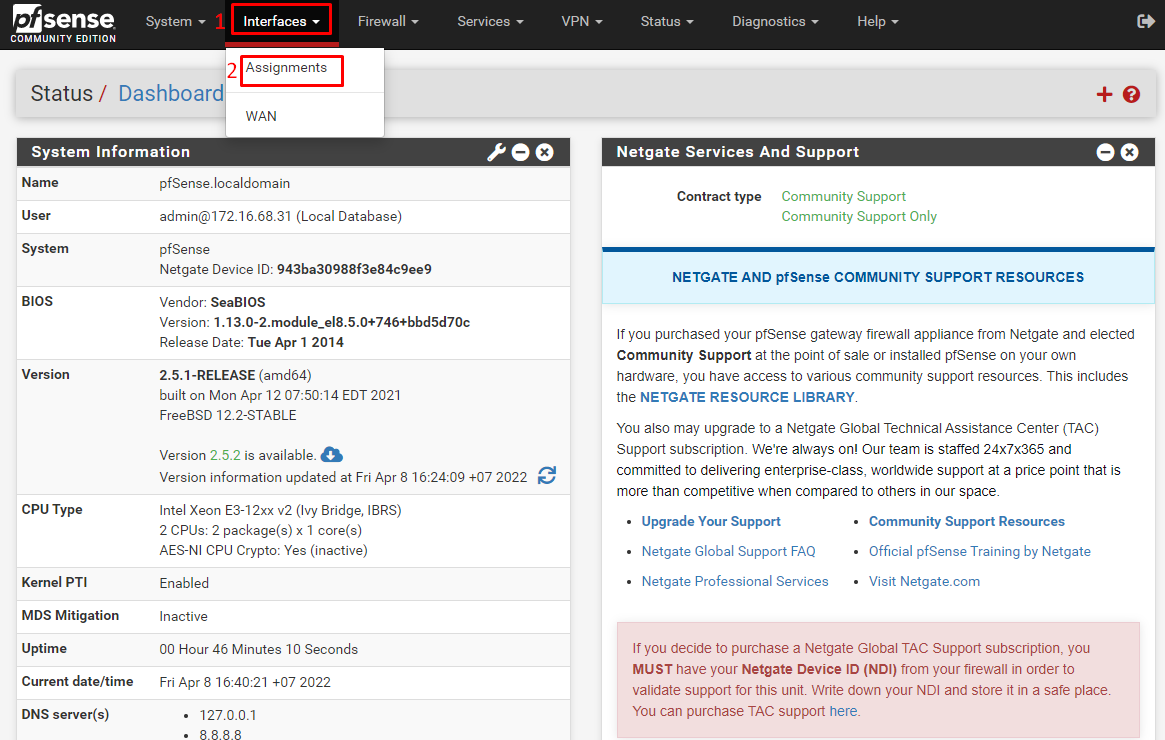 pfsense
COMMUNITY EDITION
System
1
Interfaces
Firewall
Services
VPN
Status
Diagnostics
Help
2
Assignments
WAN
Status / Dashboard
System Information
Name pfSense.localdomain
User admin@172.16.68.31 (Local Database)
System pfSense
Netgate Device ID: 943ba30988f3e84c9ee9
BIOS Vendor: SeaBIOS
Version: 1.13.0-2.module_el8.5.0+746+bbd5d70c
Release Date: Tue Apr 1 2014
Version 2.5.1-RELEASE (amd64)
built on Mon Apr 12 07:50:14 EDT 2021
FreeBSD 12.2-STABLE
Version 2.5.2 is available.
Version information updated at Fri Apr 8 16:24:09 +07 2022
CPU Type Intel Xeon E3-12xx v2 (Ivy Bridge, IBRS)
2 CPUs: 2 package(s) x 1 core(s)
AES-NI CPU Crypto: Yes (inactive)
Kernel PTI Enabled
MDS Mitigation Inactive
Uptime 00 Hour 46 Minutes 10 Seconds
Current date/time Fri Apr 8 16:40:21 +07 2022
DNS server(s) • 127.0.0.1
• 8.8.8.8
Netgate Services And Support
Contract type Community Support
Community Support Only
NETGATE AND pfSense COMMUNITY SUPPORT RESOURCES
If you purchased your pfSense gateway firewall appliance from Netgate and elected
Community Support at the point of sale or installed pfSense on your own
hardware, you have access to various community support resources. This includes
the NETGATE RESOURCE LIBRARY.
You also may upgrade to a Netgate Global Technical Assistance Center (TAC)
Support subscription. We're always on! Our team is staffed 24x7x365 and
committed to delivering enterprise-class, worldwide support at a price point that is
more than competitive when compared to others in our space.
• Upgrade Your Support
• Community Support Resources
• Netgate Global Support FAQ
• Official pfSense Training by Netgate
• Netgate Professional Services
• Visit Netgate.com
If you decide to purchase a Netgate Global TAC Support subscription, you
MUST have your Netgate Device ID (NDI) from your firewall in order to
validate support for this unit. Write down your NDI and store it in a safe place.
You can purchase TAC support here.